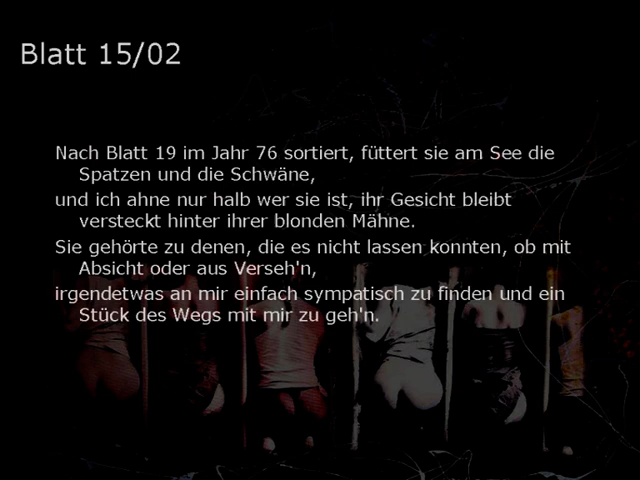 Blatt 15/02
Nach Blatt 19 im Jahr 76 sortiert, füttert sie am See die
Spatzen und die Schwäne,
und ich ahne nur halb wer sie ist, ihr Gesicht bleibt
versteckt hinter ihrer blonden Mähne.
Sie gehörte zu denen, die es nicht lassen konnten, ob mit
Absicht oder aus Verseh'n,
irgendetwas an mir einfach sympatisch zu finden und ein
Stück des Wegs mit mir zu geh'n.